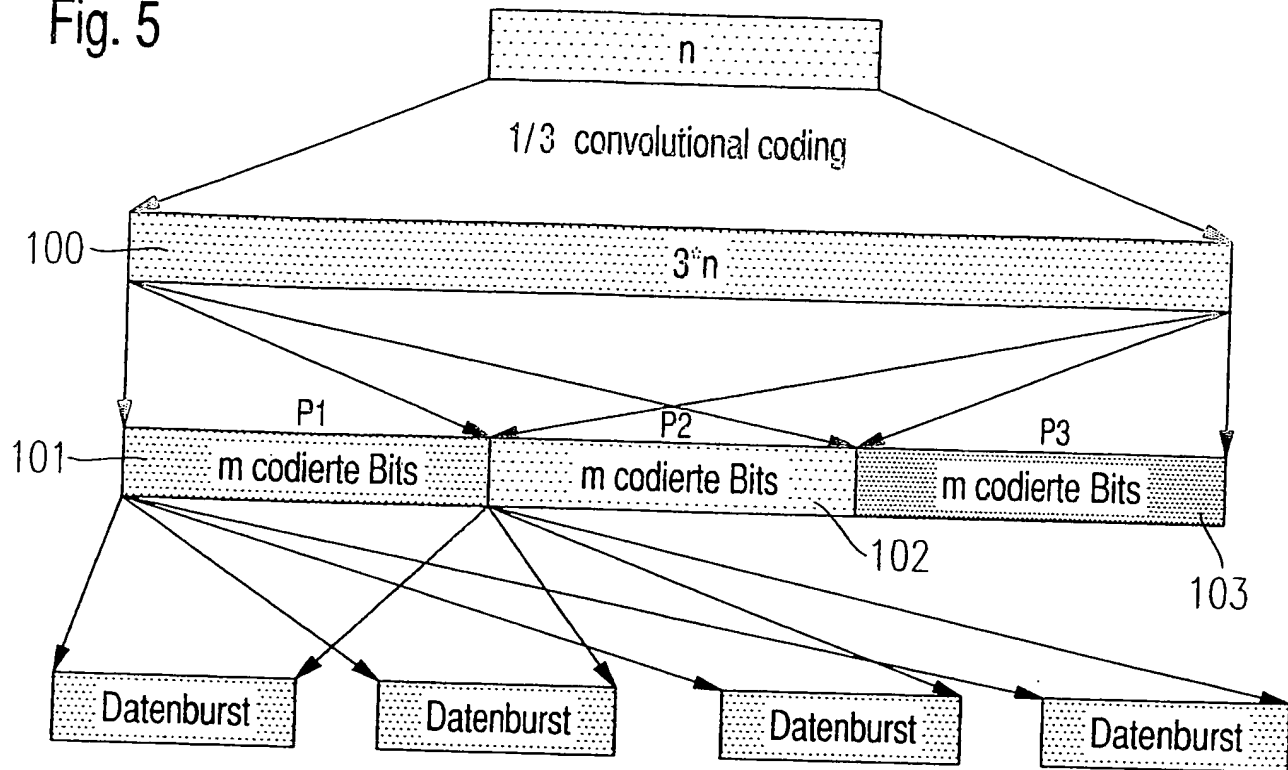 Fig. 5
n
1/3 convolutional coding
100
3*n
P1 P2 P3
101
m codierte Bits m codierte Bits m codierte Bits
102
103
Datenburst Datenburst Datenburst Datenburst